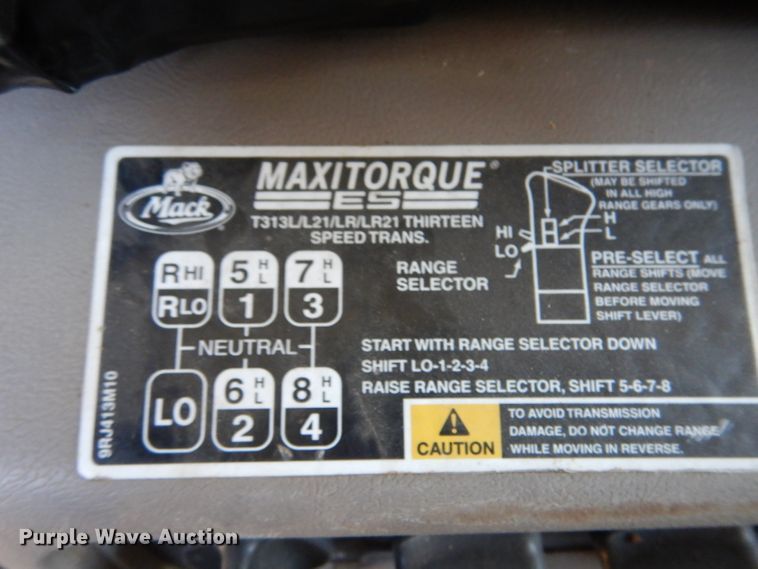 Mack
MAXITORQUE®
ES
T313L/L21/LR/LR21 THIRTEEN
SPEED TRANS.
SPLITTER SELECTOR
(MAY BE SHIFTED
IN ALL HIGH
RANGE GEARS ONLY)
H
L
HI
LO
RANGE
SELECTOR
PRE-SELECT ALL
RANGE SHIFTS (MOVE
RANGE SELECTOR
BEFORE MOVING
SHIFT LEVER)
R HI 5 H L 7 H L
R LO 1 3
NEUTRAL
LO 6 H L 8 H L
2 4
START WITH RANGE SELECTOR DOWN
SHIFT LO-1-2-3-4
RAISE RANGE SELECTOR, SHIFT 5-6-7-8
CAUTION
TO AVOID TRANSMISSION
DAMAGE, DO NOT CHANGE RANGE
WHILE MOVING IN REVERSE.
9RJ413M10
Purple Wave Auction